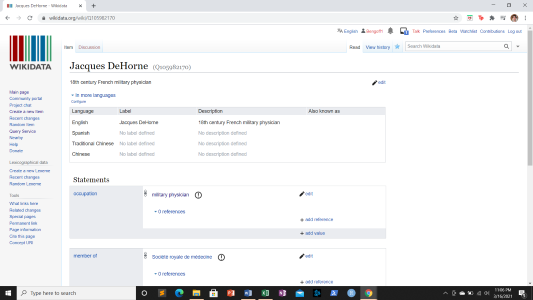 Jacques DeHorne - Wikidata
wikidata.org/wiki/Q105982170
English
Talk Preferences Beta Watchlist Contributions Log out
Item Discussion
Read View history
Search Wikidata
WIKIDATA
Jacques DeHorne (Q105982170)
18th century French military physician
edit
In more languages
Configure
Language Label Description Also known as
English Jacques DeHorne 18th century French military physician
Spanish No label defined No description defined
Traditional Chinese No label defined No description defined
Chinese No label defined No description defined
Main page
Community portal
Project chat
Create a new Item
Recent changes
Random Item
Query Service
Nearby
Help
Donate
Lexicographical data
Create a new Lexeme
Recent changes
Random Lexeme
Tools
What links here
Related changes
Special pages
Permanent link
Page information
Cite this page
Concept URI
Statements
occupation
military physician
edit
0 references
+ add reference
+ add value
member of
Société royale de médecine
edit
0 references
+ add reference
Type here to search
11:06 PM
3/16/2021